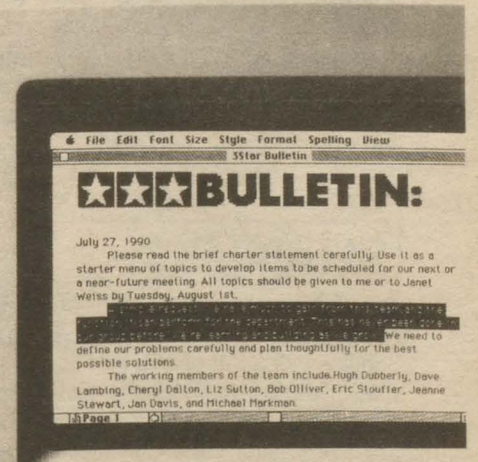 File Edit Font Size Style Format Spelling View
3Star Bulletin
BULLETIN:
July 27, 1990
Please read the brief charter statement carefully. Use it as a
starter menu of topics to develop items to be scheduled for our next or
a near-future meeting. All topics should be given to me or to Janet
Weiss by Tuesday, August 1st.
We need to
define our problems carefully and plan thoughtfully for the best
possible solutions.
The working members of the team include.Hugh Dubberly, Dave
Lambing, Cheryl Dalton, Liz Sutton, Bob Olliver, Eric Stouffer, Jeanne
Stewart, Jan Davis, and Michael Markman.
Page 1